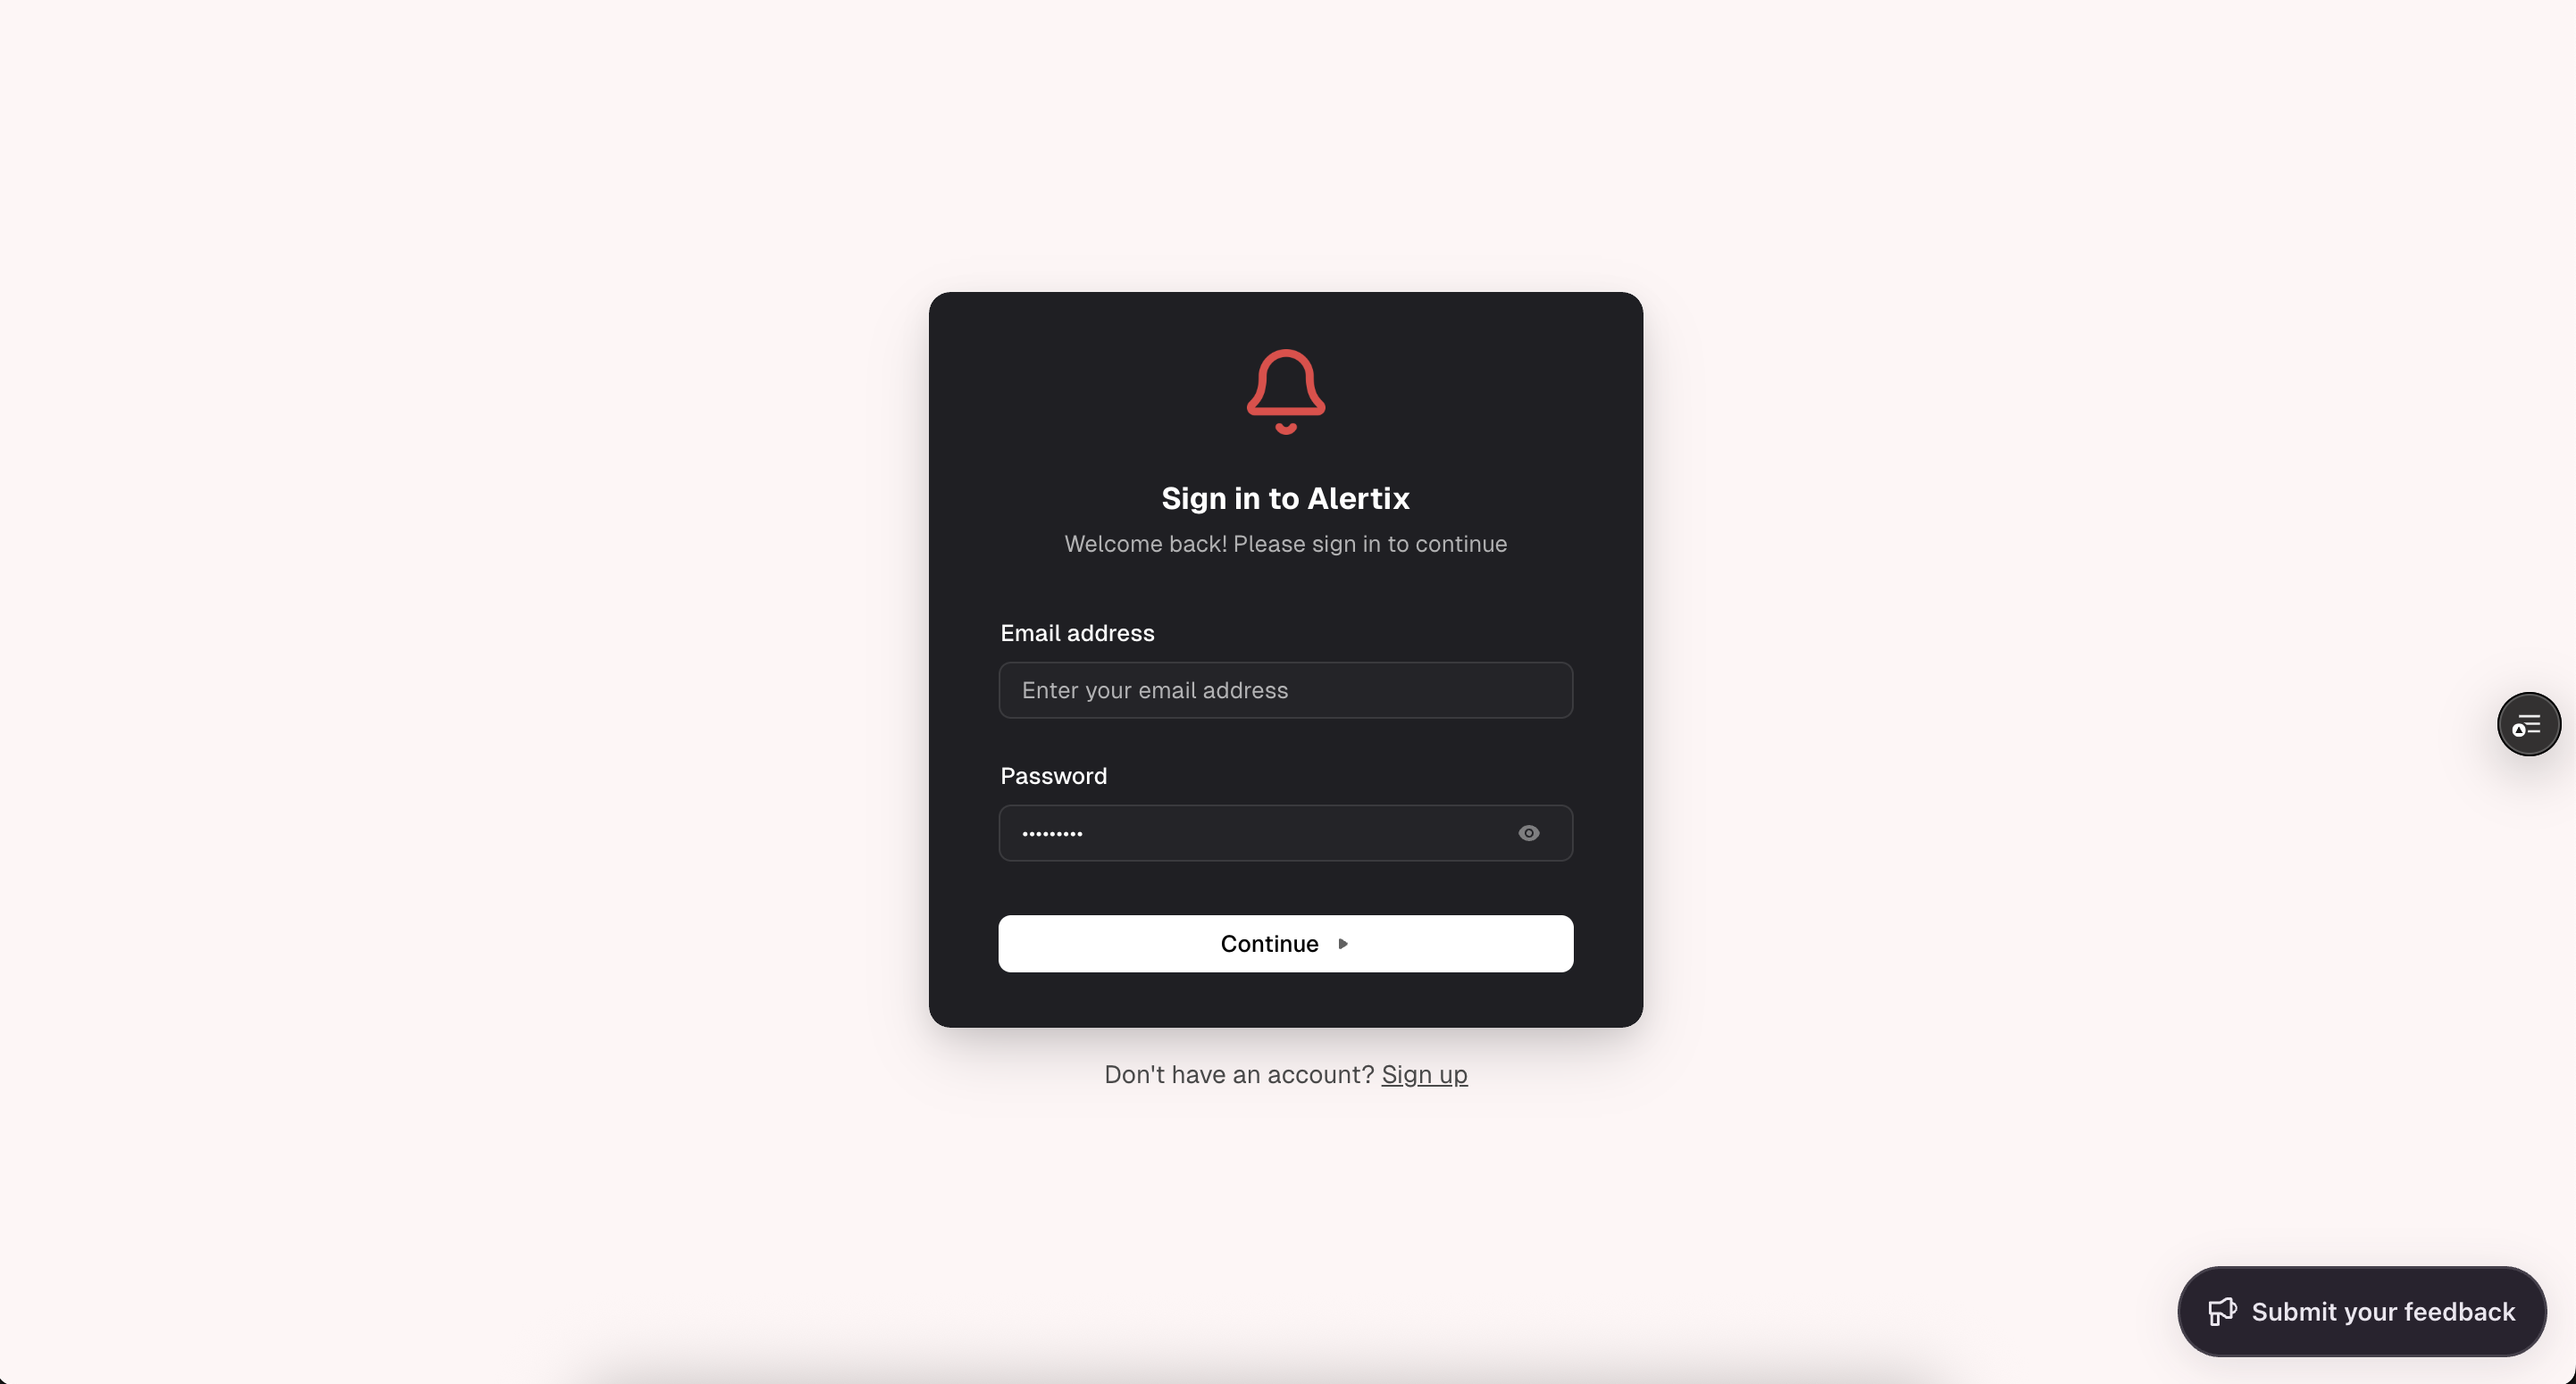 Sign in to Alertix
Welcome back! Please sign in to continue
Email address
Enter your email address
Password
•••••••••
Continue
Don't have an account? Sign up
Submit your feedback